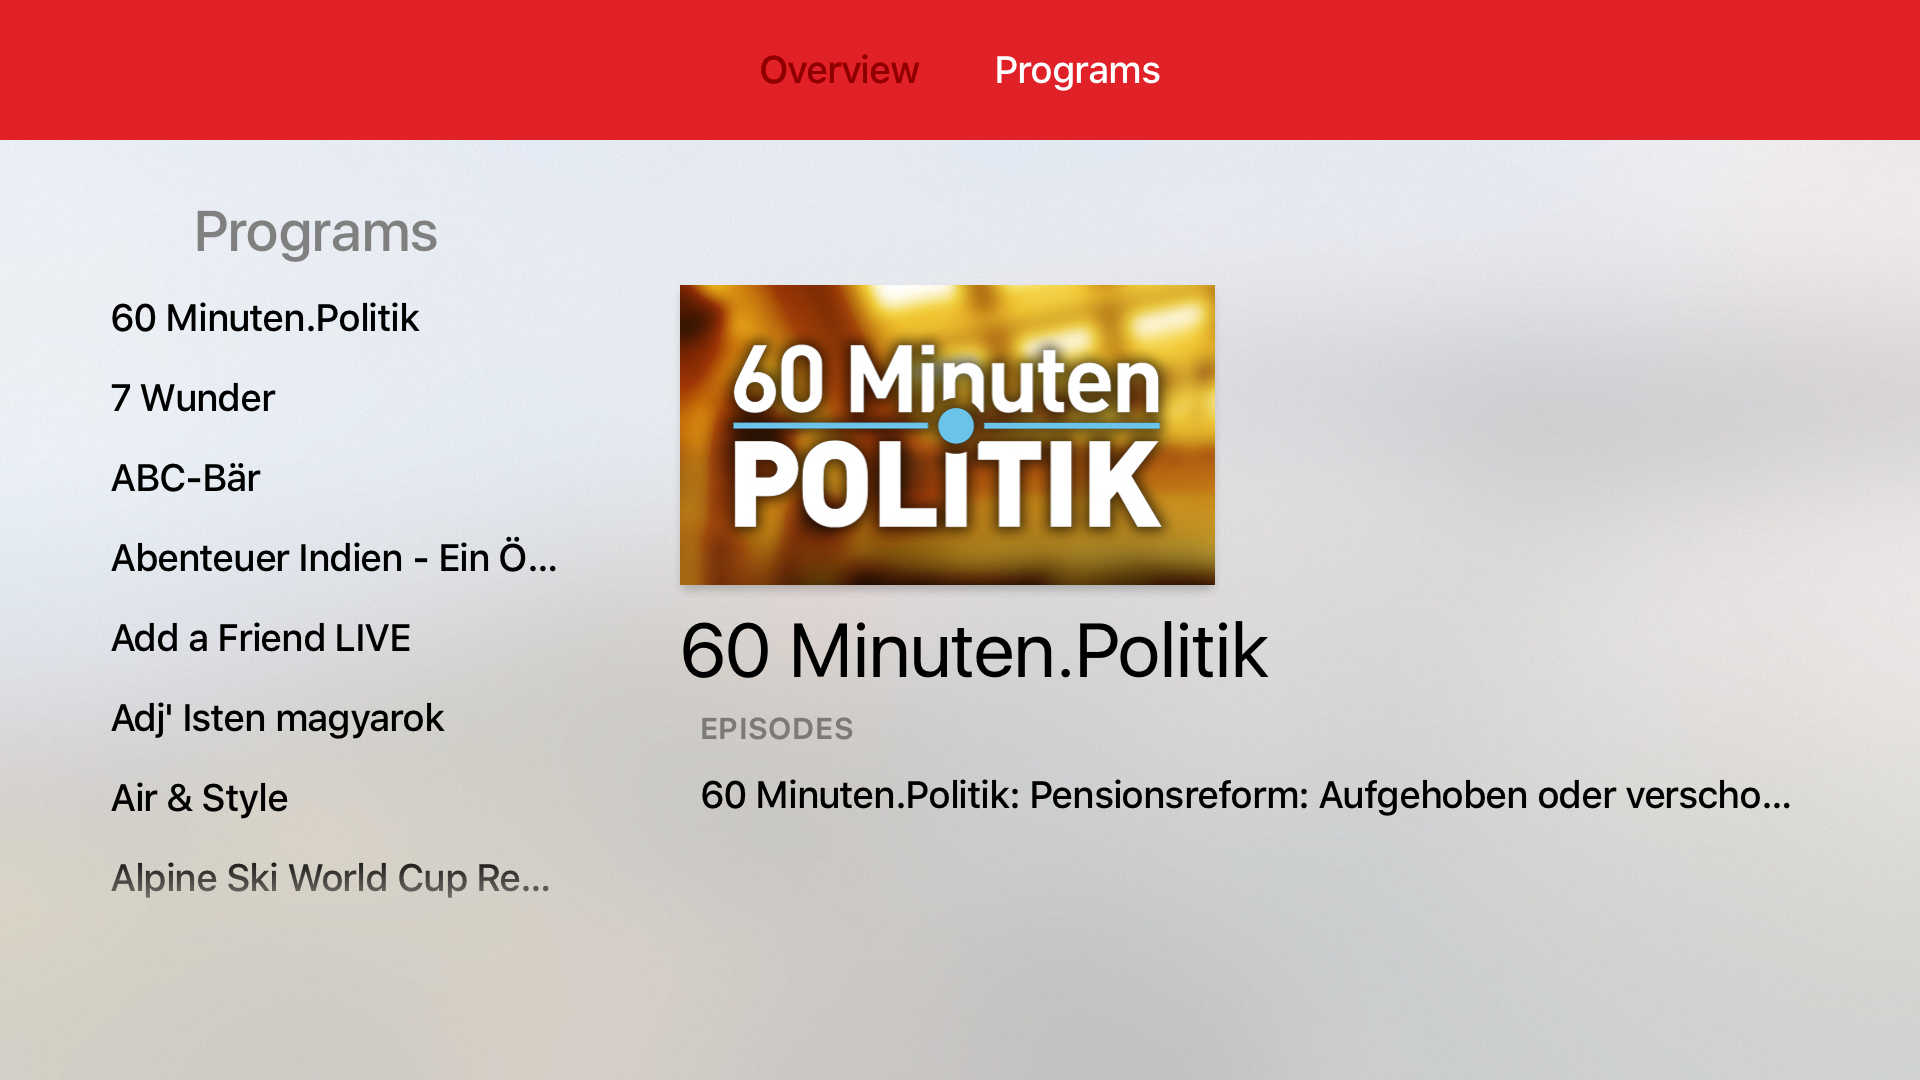 Overview
Programs
Programs
60 Minuten.Politik
7 Wunder
ABC-Bär
Abenteuer Indien - Ein Ö...
Add a Friend LIVE
Adj' Isten magyarok
Air & Style
Alpine Ski World Cup Re...
60 Minuten
POLiTIK
60 Minuten.Politik
EPISODES
60 Minuten.Politik: Pensionsreform: Aufgehoben oder verscho...